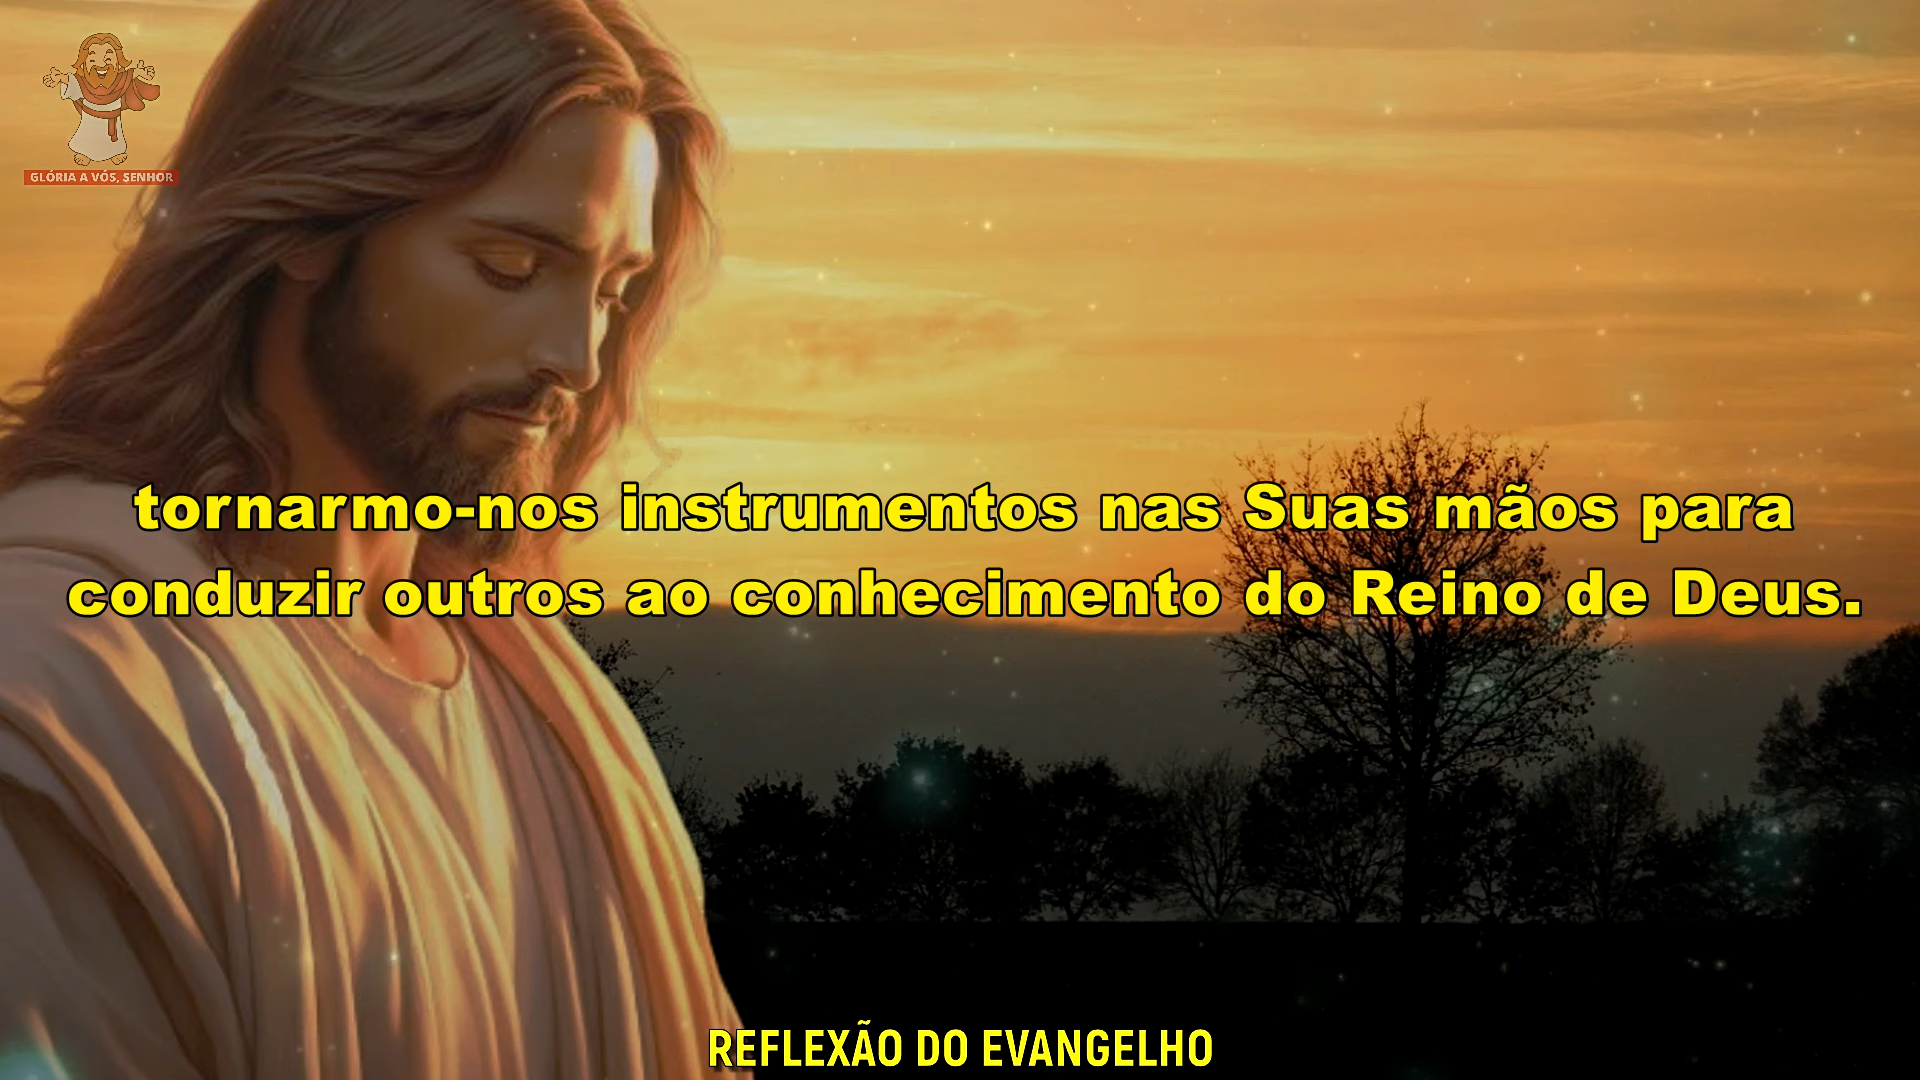 GLÓRIA A VÓS, SENHOR
tornarmo-nos instrumentos nas Suas mãos para
conduzir outros ao conhecimento do Reino de Deus.
REFLEXÃO DO EVANGELHO